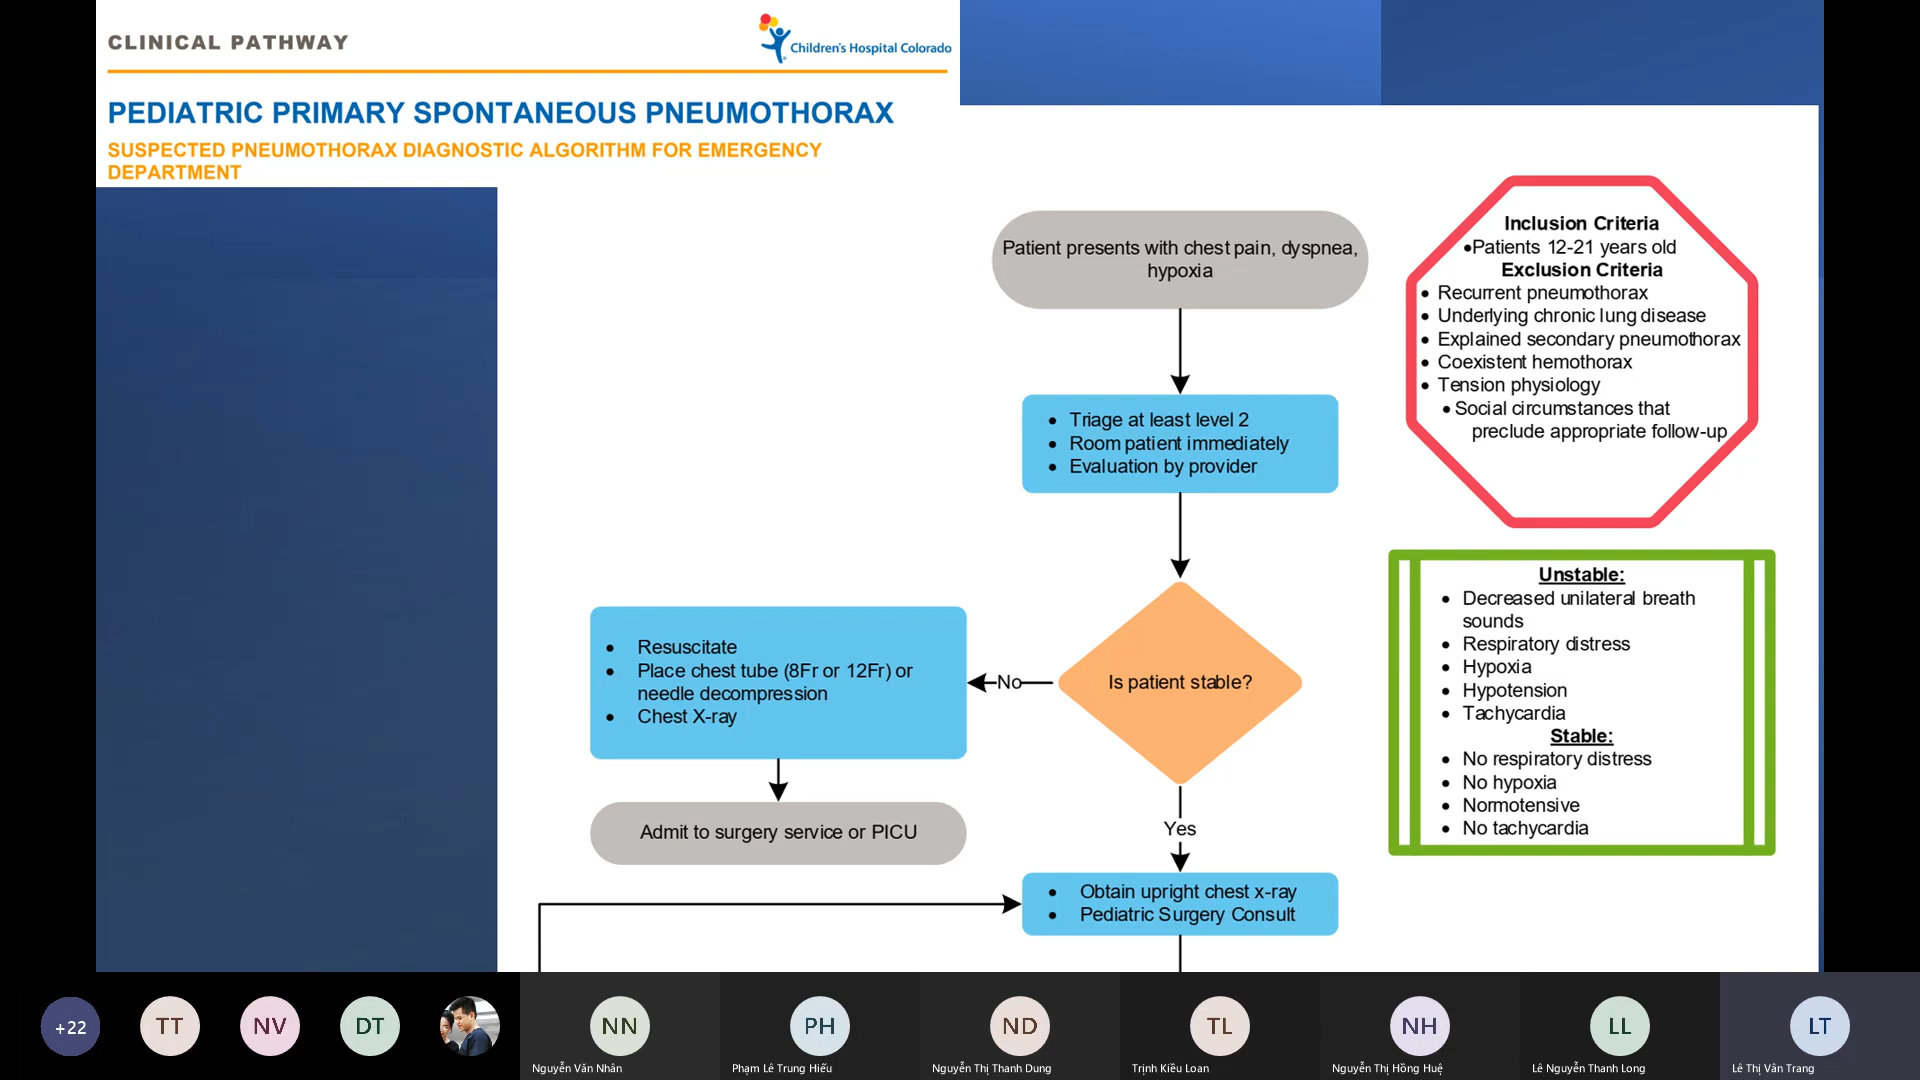 CLINICAL PATHWAY
Children's Hospital Colorado
PEDIATRIC PRIMARY SPONTANEOUS PNEUMOTHORAX
SUSPECTED PNEUMOTHORAX DIAGNOSTIC ALGORITHM FOR EMERGENCY
DEPARTMENT
Patient presents with chest pain, dyspnea,
hypoxia
Inclusion Criteria
•Patients 12-21 years old
Exclusion Criteria
• Recurrent pneumothorax
• Underlying chronic lung disease
• Explained secondary pneumothorax
• Coexistent hemothorax
• Tension physiology
• Social circumstances that
preclude appropriate follow-up
• Triage at least level 2
• Room patient immediately
• Evaluation by provider
Is patient stable?
No
• Resuscitate
• Place chest tube (8Fr or 12Fr) or
needle decompression
• Chest X-ray
Admit to surgery service or PICU
Unstable:
• Decreased unilateral breath
sounds
• Respiratory distress
• Hypoxia
• Hypotension
• Tachycardia
Stable:
• No respiratory distress
• No hypoxia
• Normotensive
• No tachycardia
Yes
• Obtain upright chest x-ray
• Pediatric Surgery Consult
+22
TT
NV
DT
NN
Nguyễn Văn Nhân
PH
Phạm Lê Trung Hiếu
ND
Nguyễn Thị Thanh Dung
TL
Trịnh Kiều Loan
NH
Nguyễn Thị Hồng Huệ
LL
Lê Nguyễn Thanh Long
LT
Lê Thị Vân Trang